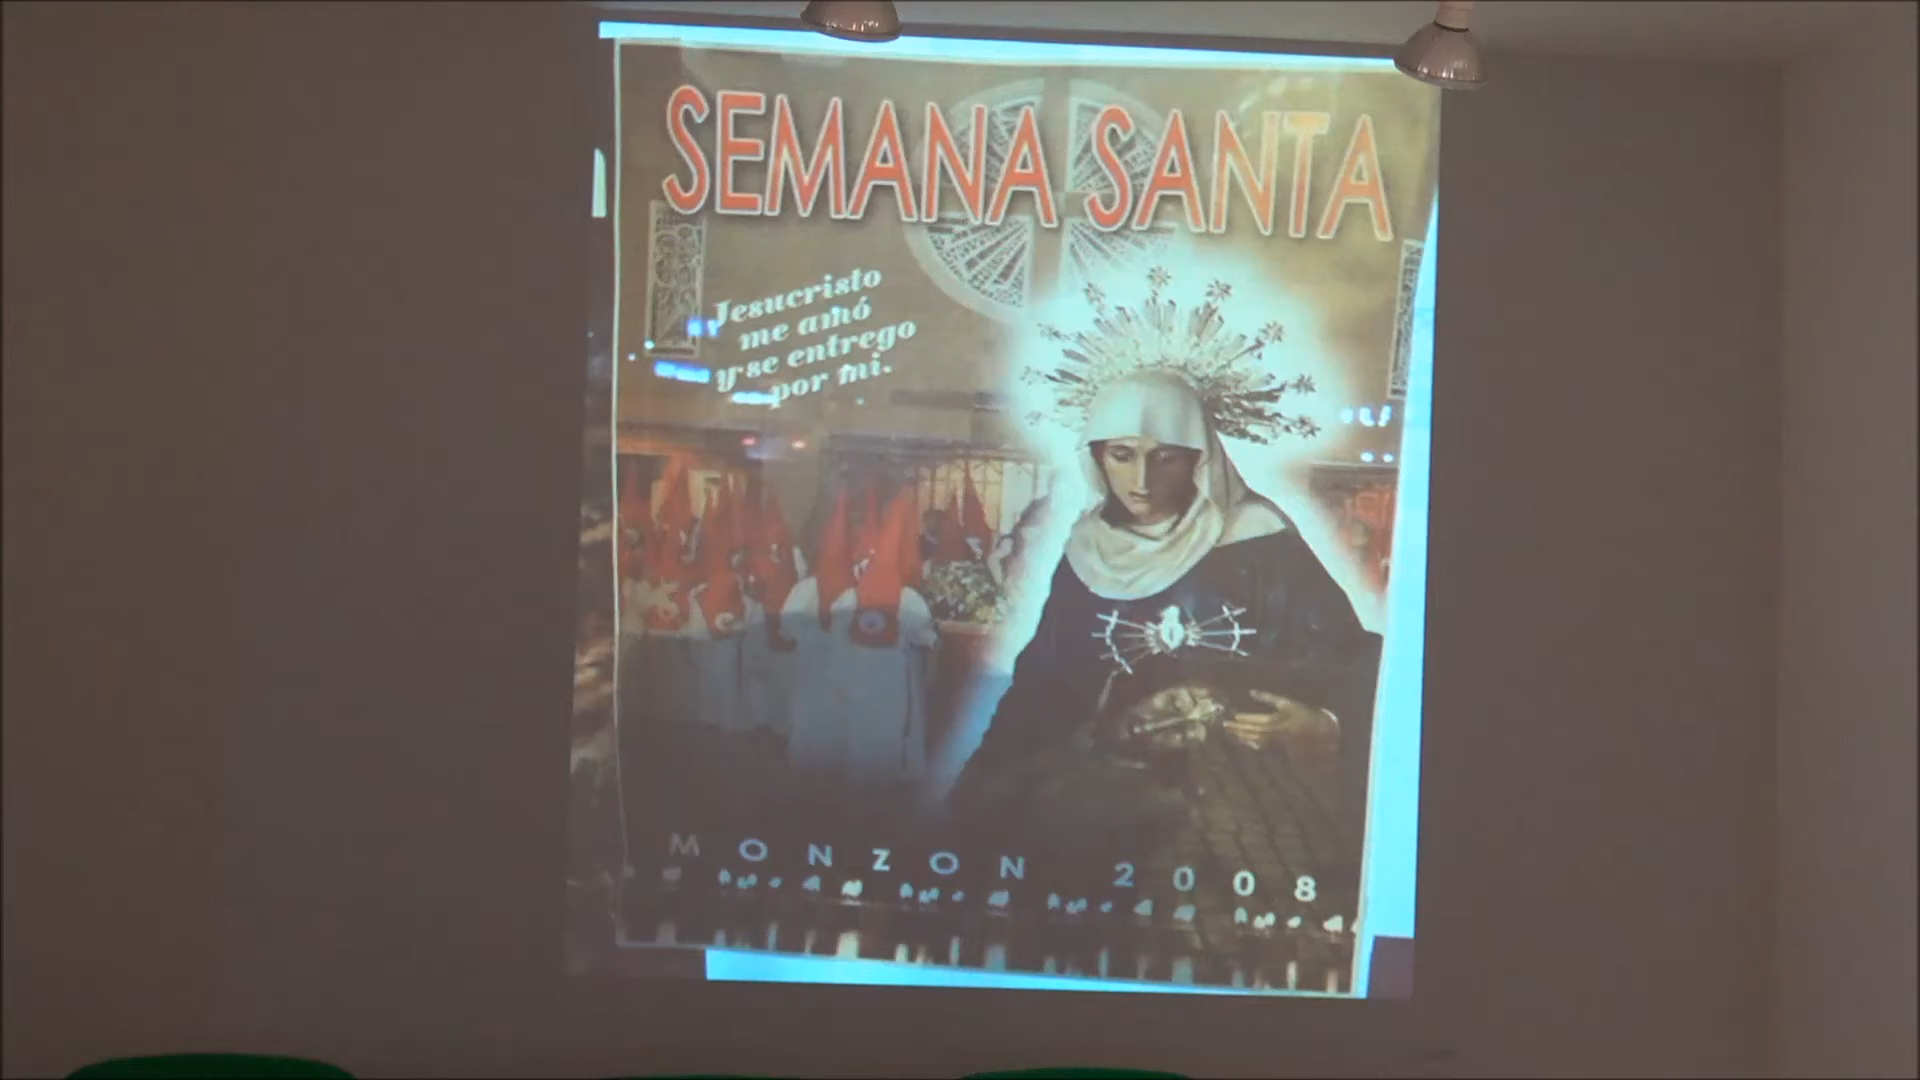 SEMANA SANTA
Jesucristo
me amó
y se entrego
por mi.
MONZON 2008